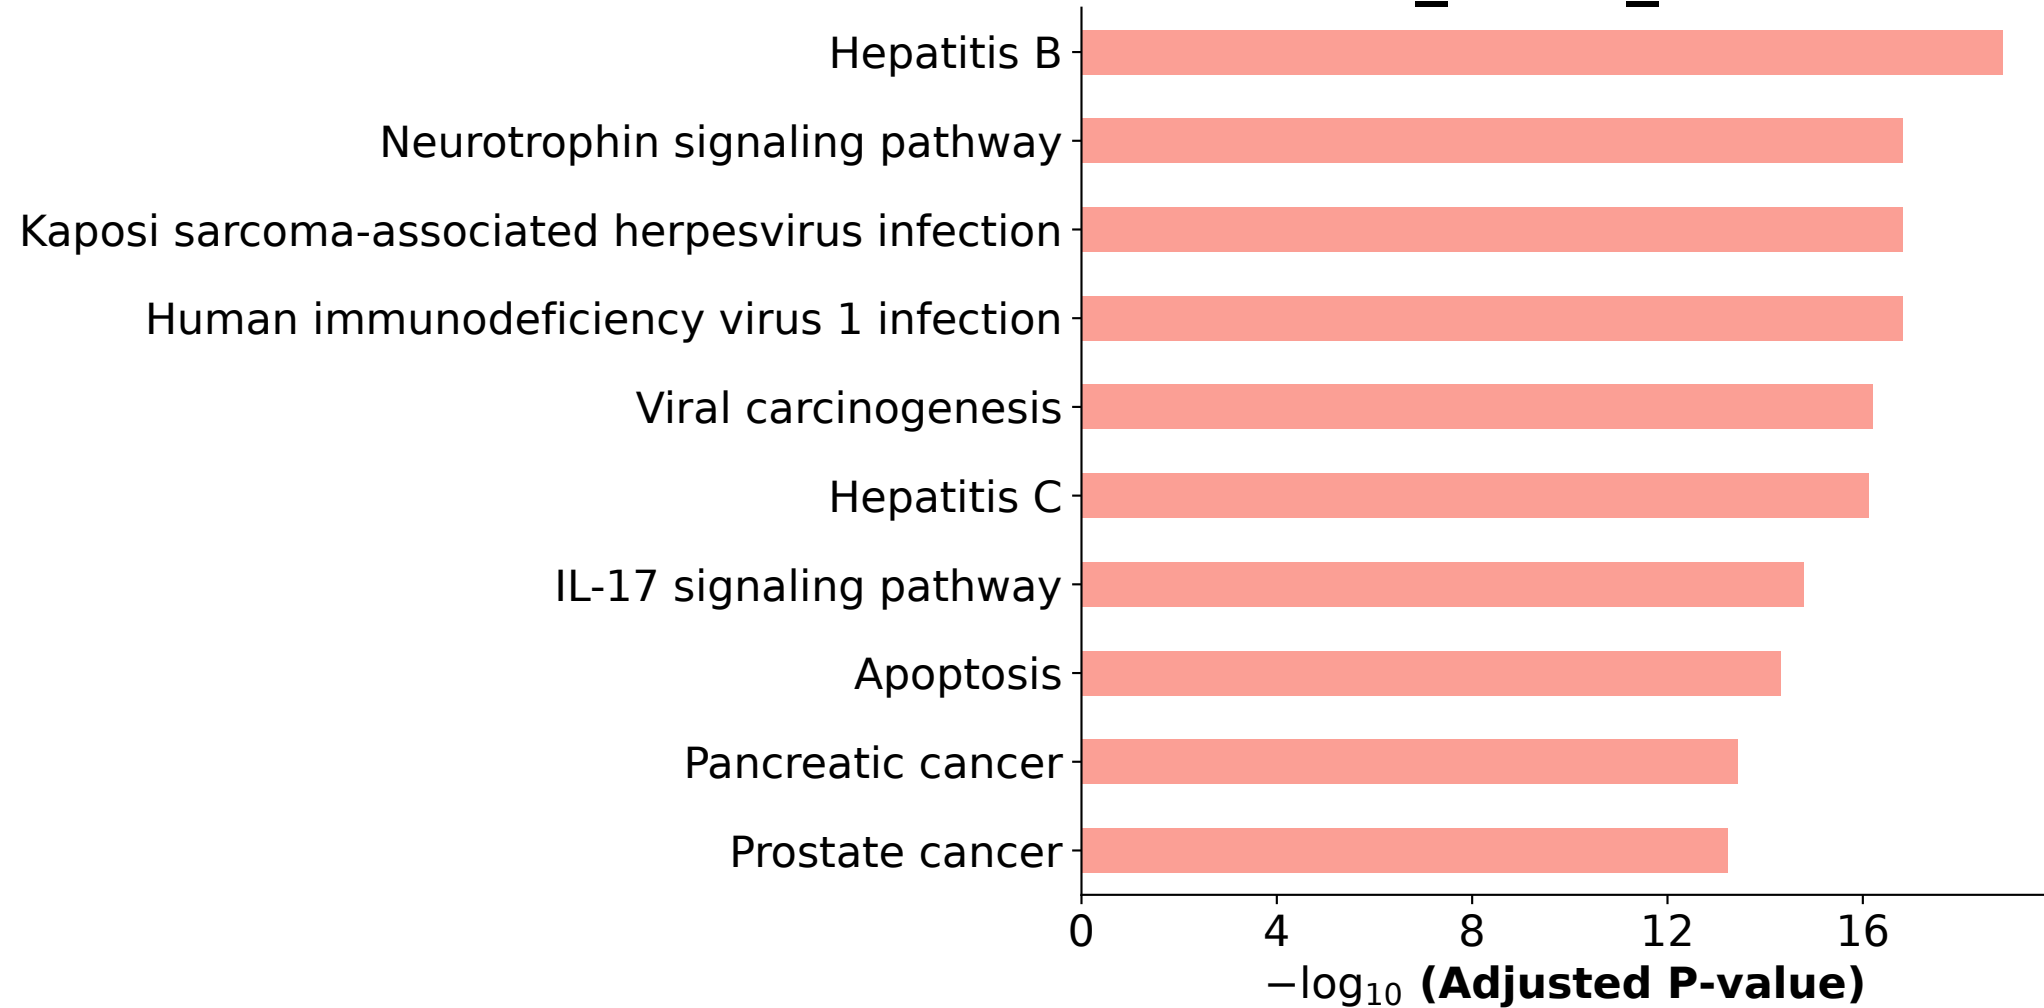 Hepatitis B
Neurotrophin signaling pathway
Kaposi sarcoma-associated herpesvirus infection
Human immunodeficiency virus 1 infection
Viral carcinogenesis
Hepatitis C
IL-17 signaling pathway
Apoptosis
Pancreatic cancer
Prostate cancer
0 4 8 12 16
−log₁₀ (Adjusted P-value)